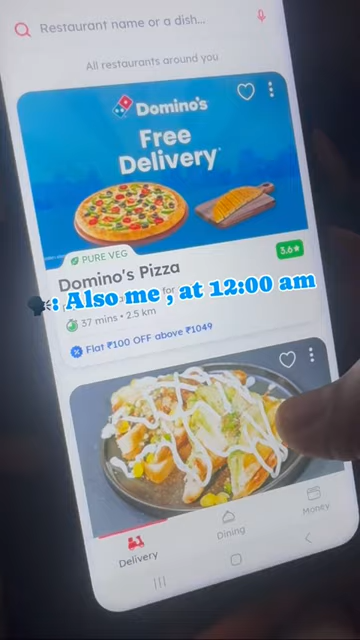 Restaurant name or a dish...
All restaurants around you
Domino's
Free
Delivery*
PURE VEG
Domino's Pizza
3.6★
for
: Also me , at 12:00 am
37 mins • 2.5 km
Flat ₹100 OFF above ₹1049
Delivery
Dining
Money